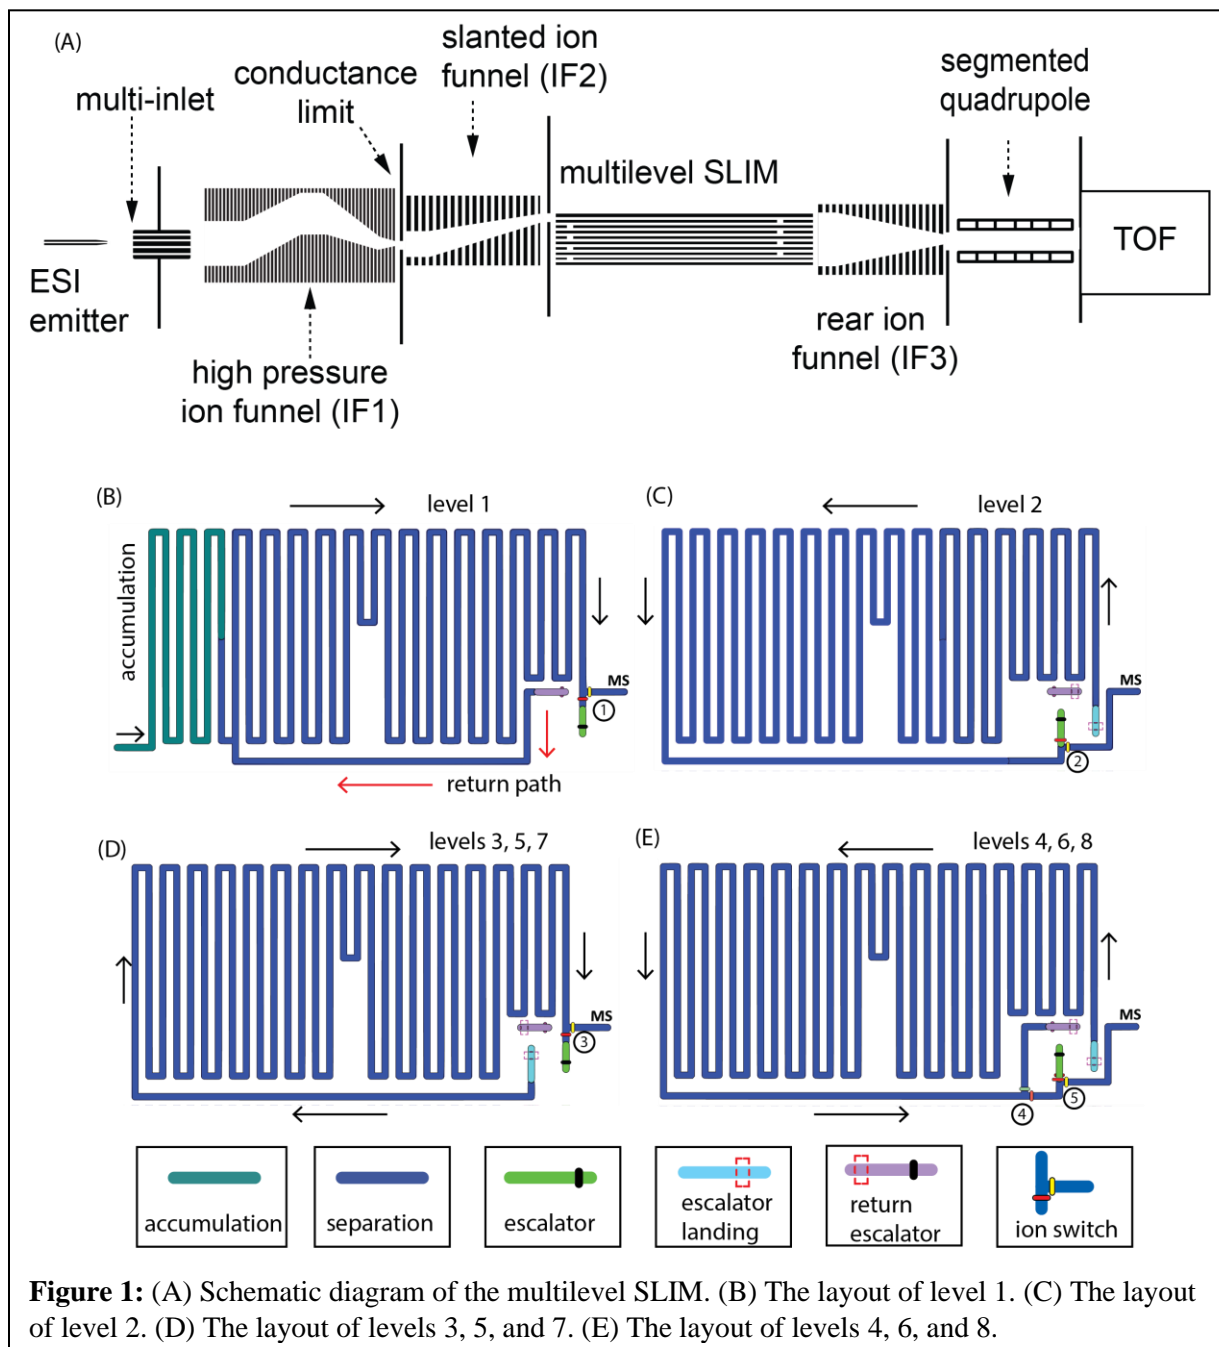 (A)
multi-inlet
conductance
limit
slanted ion
funnel (IF2)
segmented
quadrupole
multilevel SLIM
TOF
ESI
emitter
high pressure
ion funnel (IF1)
rear ion
funnel (IF3)
(B)
level 1
accumulation
MS
1
return path
(C)
level 2
MS
2
(D)
levels 3, 5, 7
MS
3
(E)
levels 4, 6, 8
MS
4
5
accumulation
separation
escalator
escalator
landing
return
escalator
ion switch
Figure 1: (A) Schematic diagram of the multilevel SLIM. (B) The layout of level 1. (C) The layout
of level 2. (D) The layout of levels 3, 5, and 7. (E) The layout of levels 4, 6, and 8.